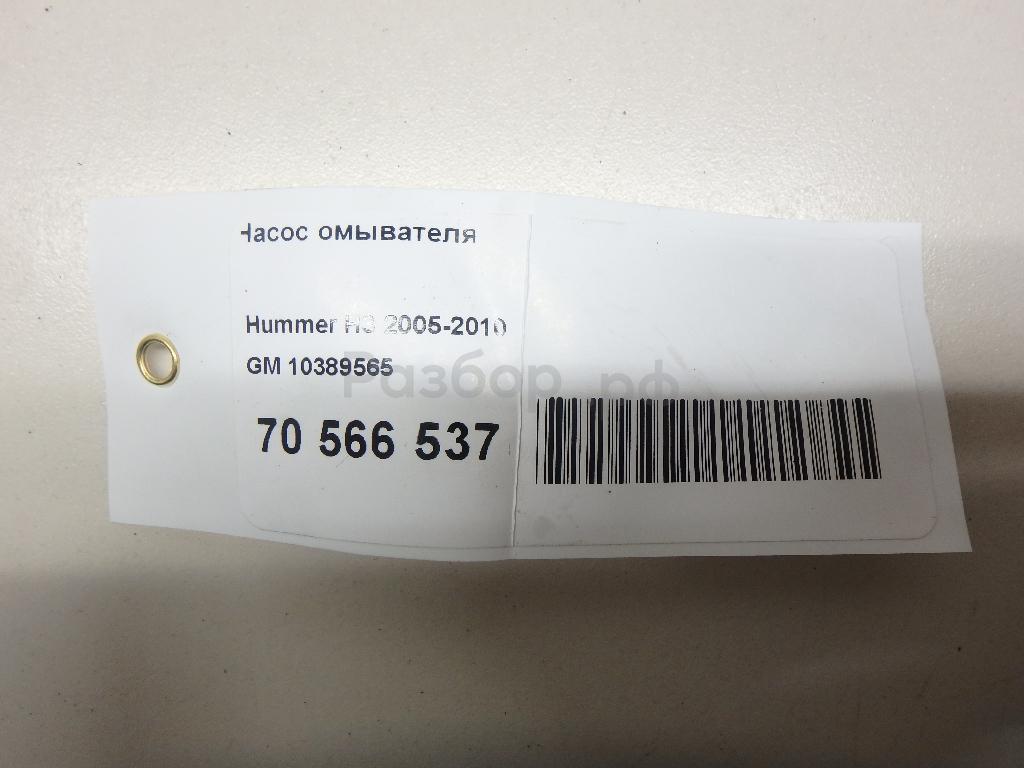 Насос омывателя
Hummer H3 2005-2010
GM 10389565
Разбор.рф
70 566 537